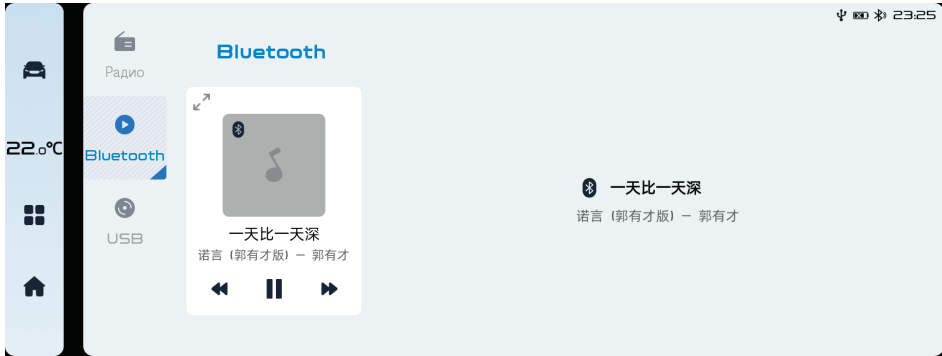 23:25
22.0°C
Радио
Bluetooth
USB
Bluetooth
一天比一天深
诺言 (郭有才版) - 郭有才
一天比一天深
诺言 (郭有才版) - 郭有才